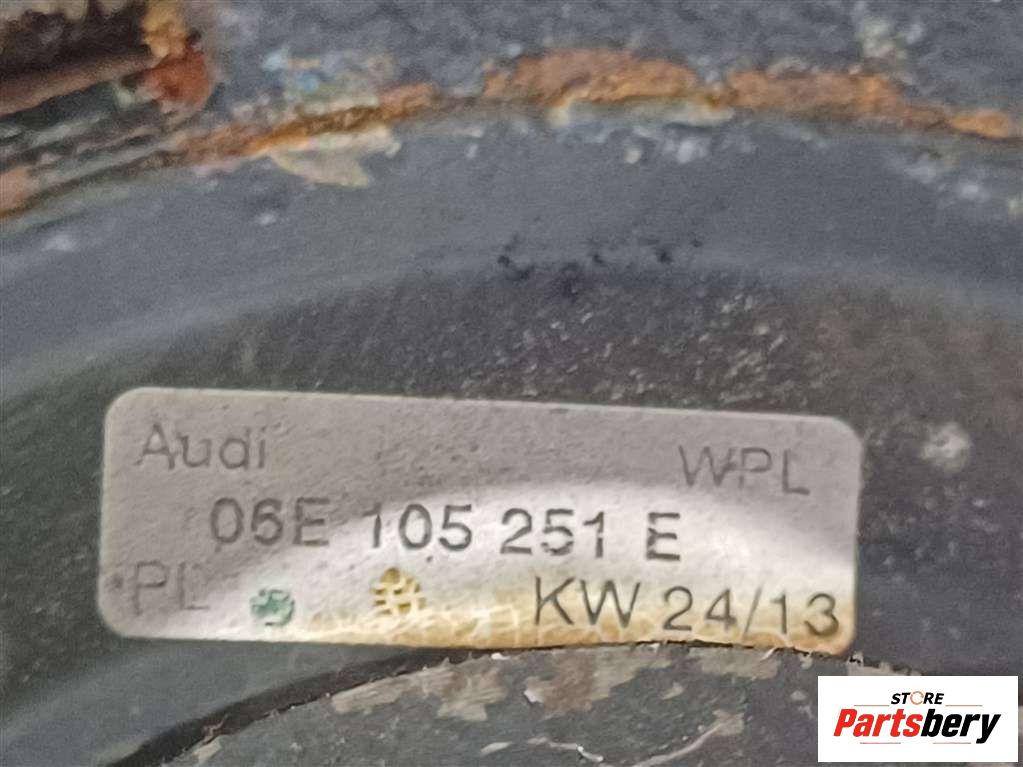 Audi WPL
06E 105 251 E
PL KW 24/13
STORE
Partsbery